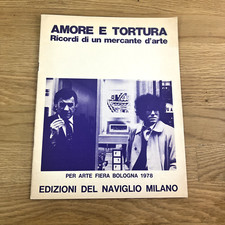 AMORE E TORTURA
Ricordi di un mercante d'arte
PER ARTE FIERA BOLOGNA 1978
EDIZIONI DEL NAVIGLIO MILANO